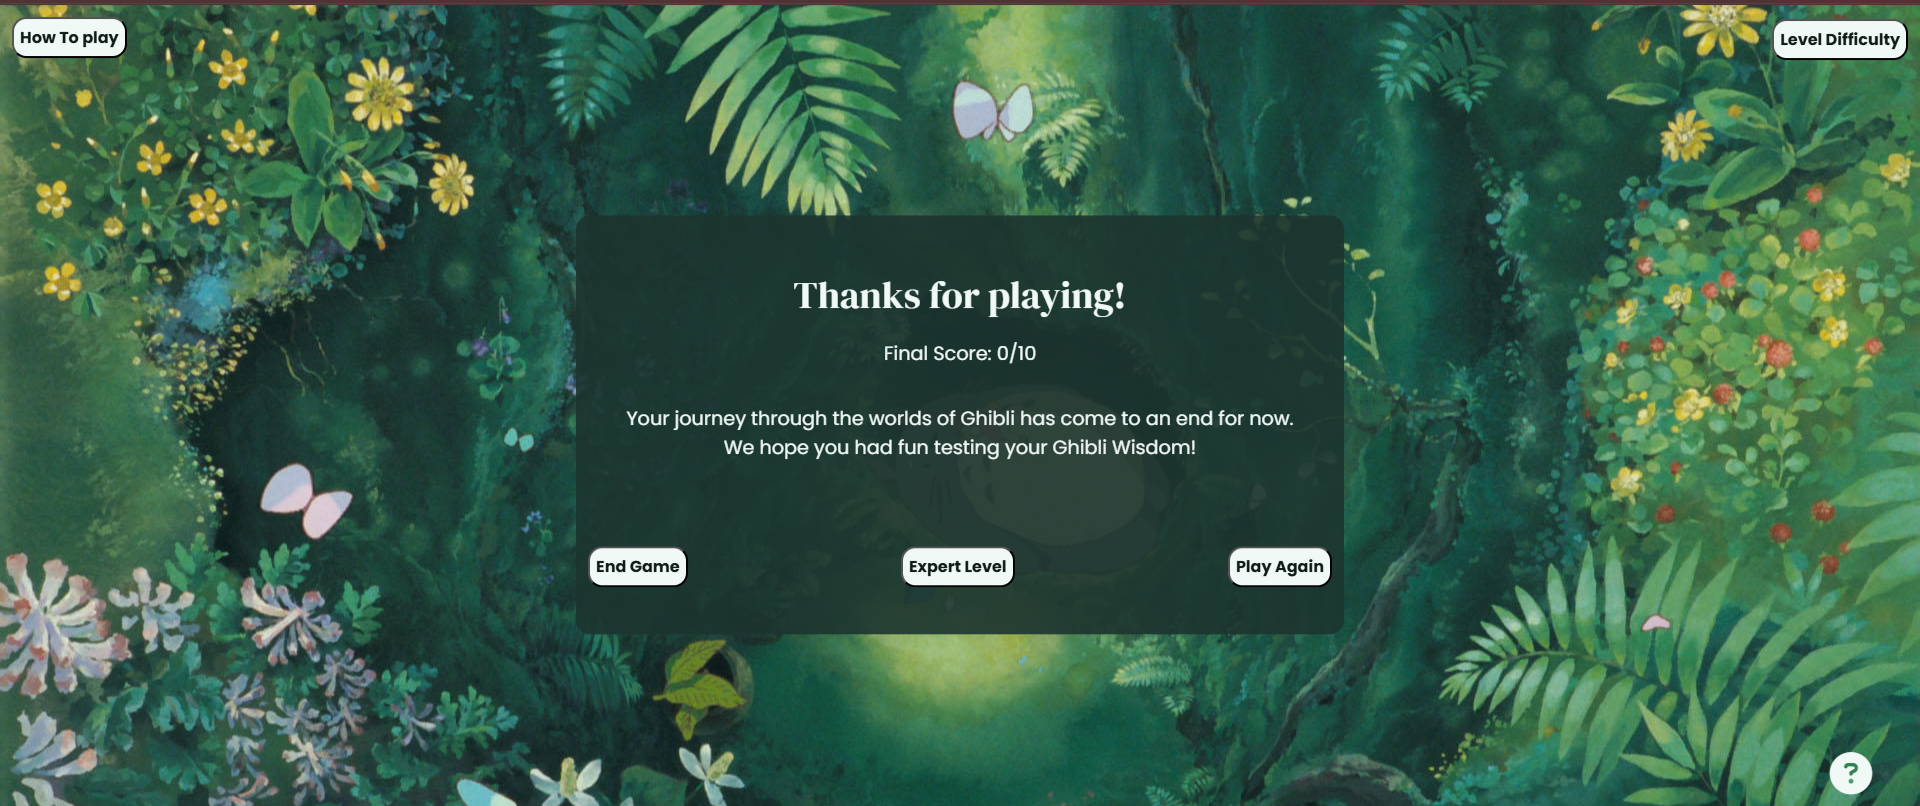 How To play
Level Difficulty
Thanks for playing!
Final Score: 0/10
Your journey through the worlds of Ghibli has come to an end for now.
We hope you had fun testing your Ghibli Wisdom!
End Game
Expert Level
Play Again
?